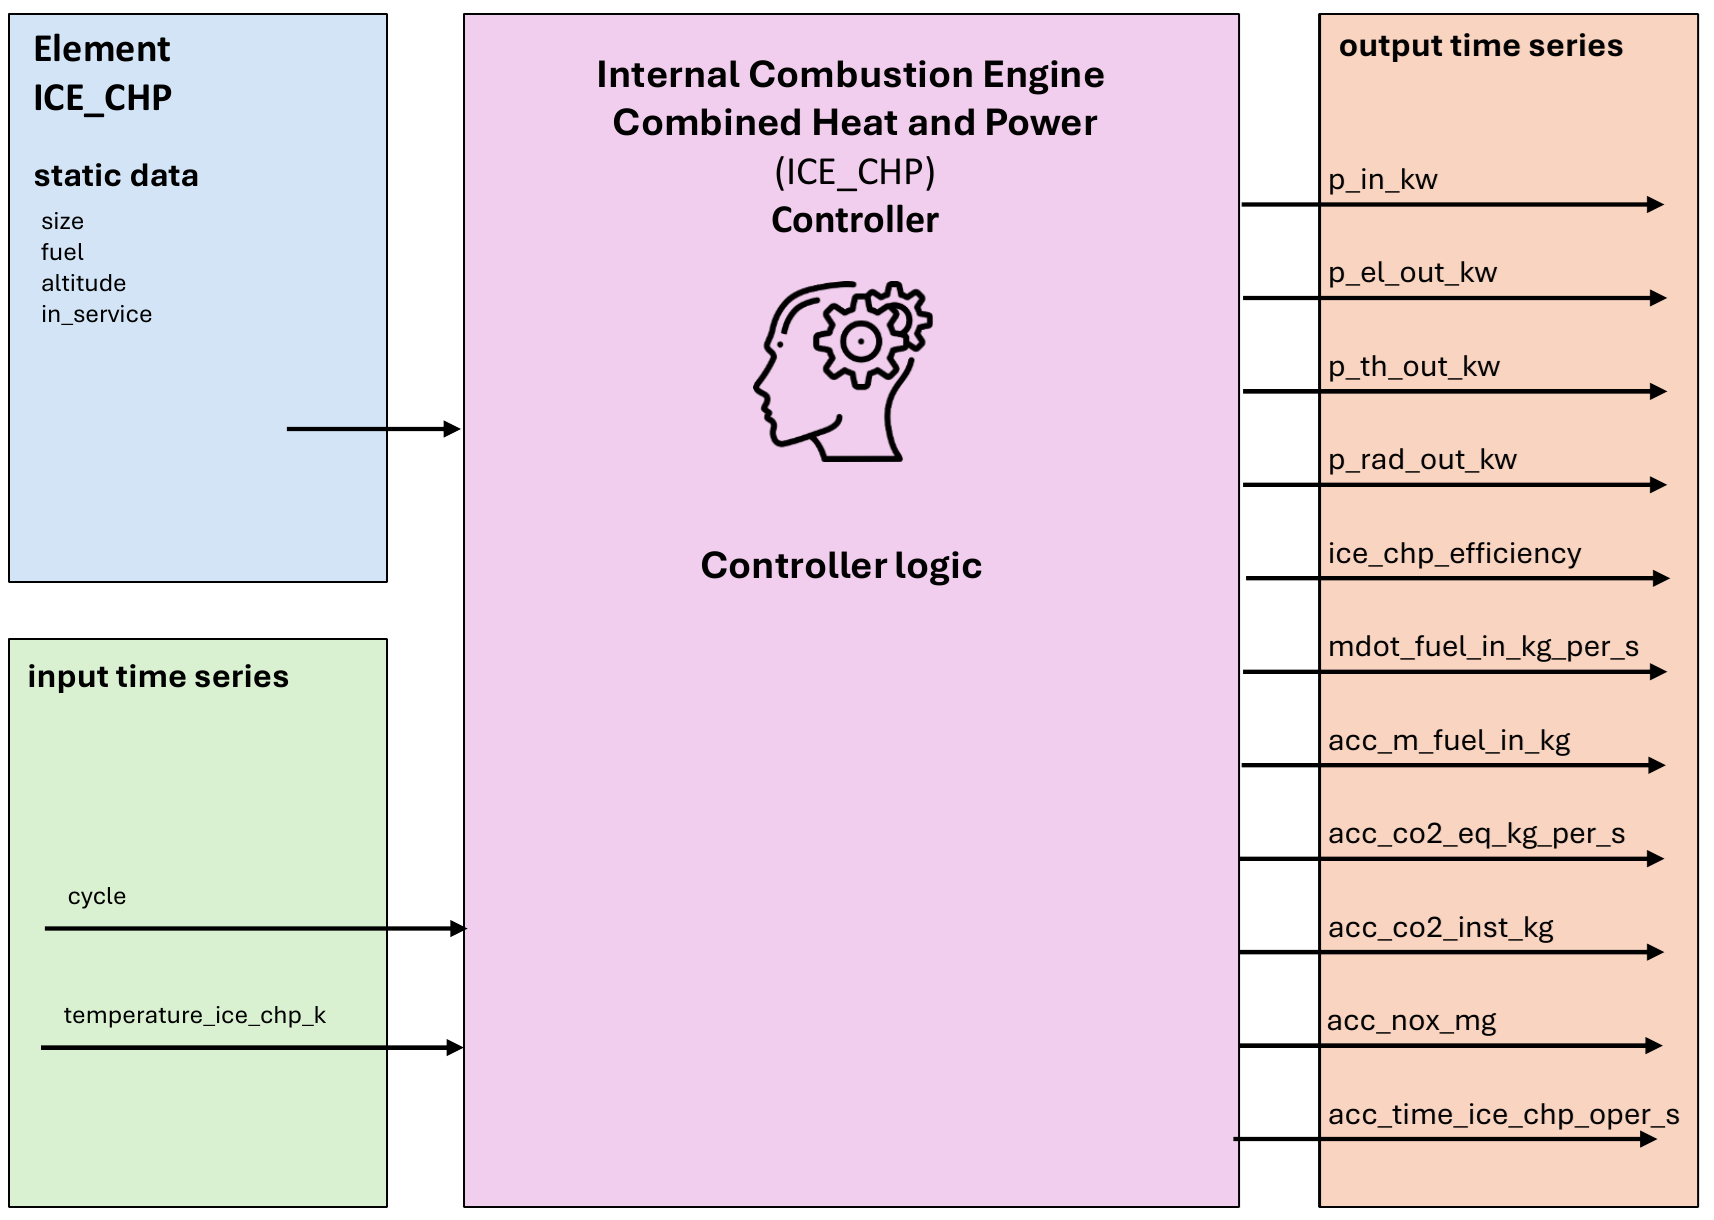 Element
ICE_CHP
static data
size
fuel
altitude
in_service
input time series
cycle
temperature_ice_chp_k
Internal Combustion Engine
Combined Heat and Power
(ICE_CHP)
Controller
Controller logic
output time series
p_in_kw
p_el_out_kw
p_th_out_kw
p_rad_out_kw
ice_chp_efficiency
mdot_fuel_in_kg_per_s
acc_m_fuel_in_kg
acc_co2_eq_kg_per_s
acc_co2_inst_kg
acc_nox_mg
acc_time_ice_chp_oper_s